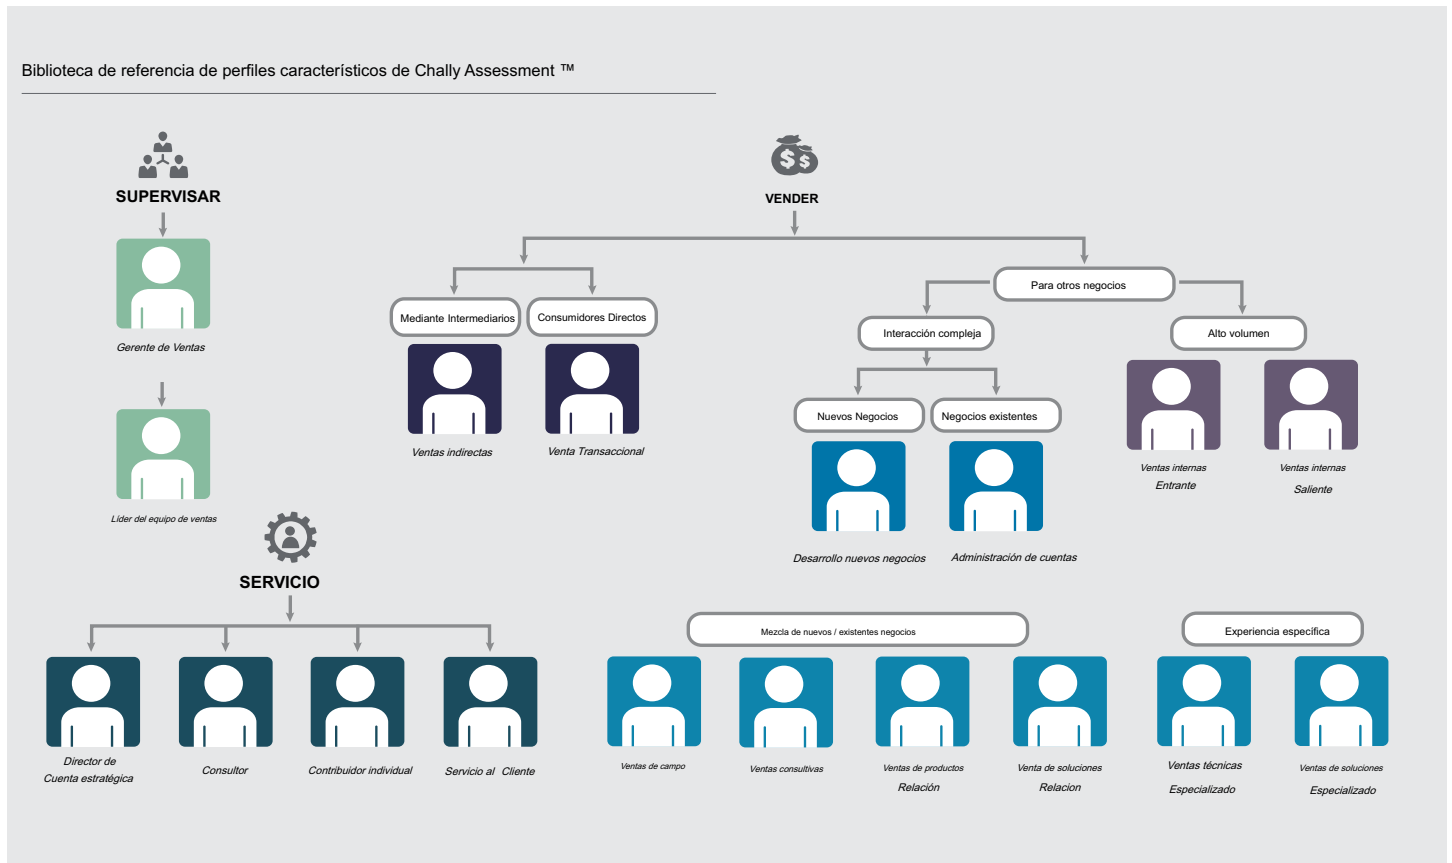 Biblioteca de referencia de perfiles característicos de Chally Assessment ™
SUPERVISAR
Gerente de Ventas
Lider del equipo de ventas
VENDER
Mediante Intermediarios
Consumidores Directos
Ventas indirectas
Venta Transaccional
Para otros negocios
Interacción compleja
Alto volumen
Nuevos Negocios
Negocios existentes
Desarrollo nuevos negocios
Administración de cuentas
Ventas internas
Entrante
Ventas internas
Saliente
SERVICIO
Director de
Cuenta estratégica
Consultor
Contribuidor individual
Servicio al Cliente
Mezcla de nuevos / existentes negocios
Ventas de campo
Ventas consultivas
Ventas de productos
Relación
Venta de soluciones
Relacion
Experiencia específica
Ventas técnicas
Especializado
Ventas de soluciones
Especializado